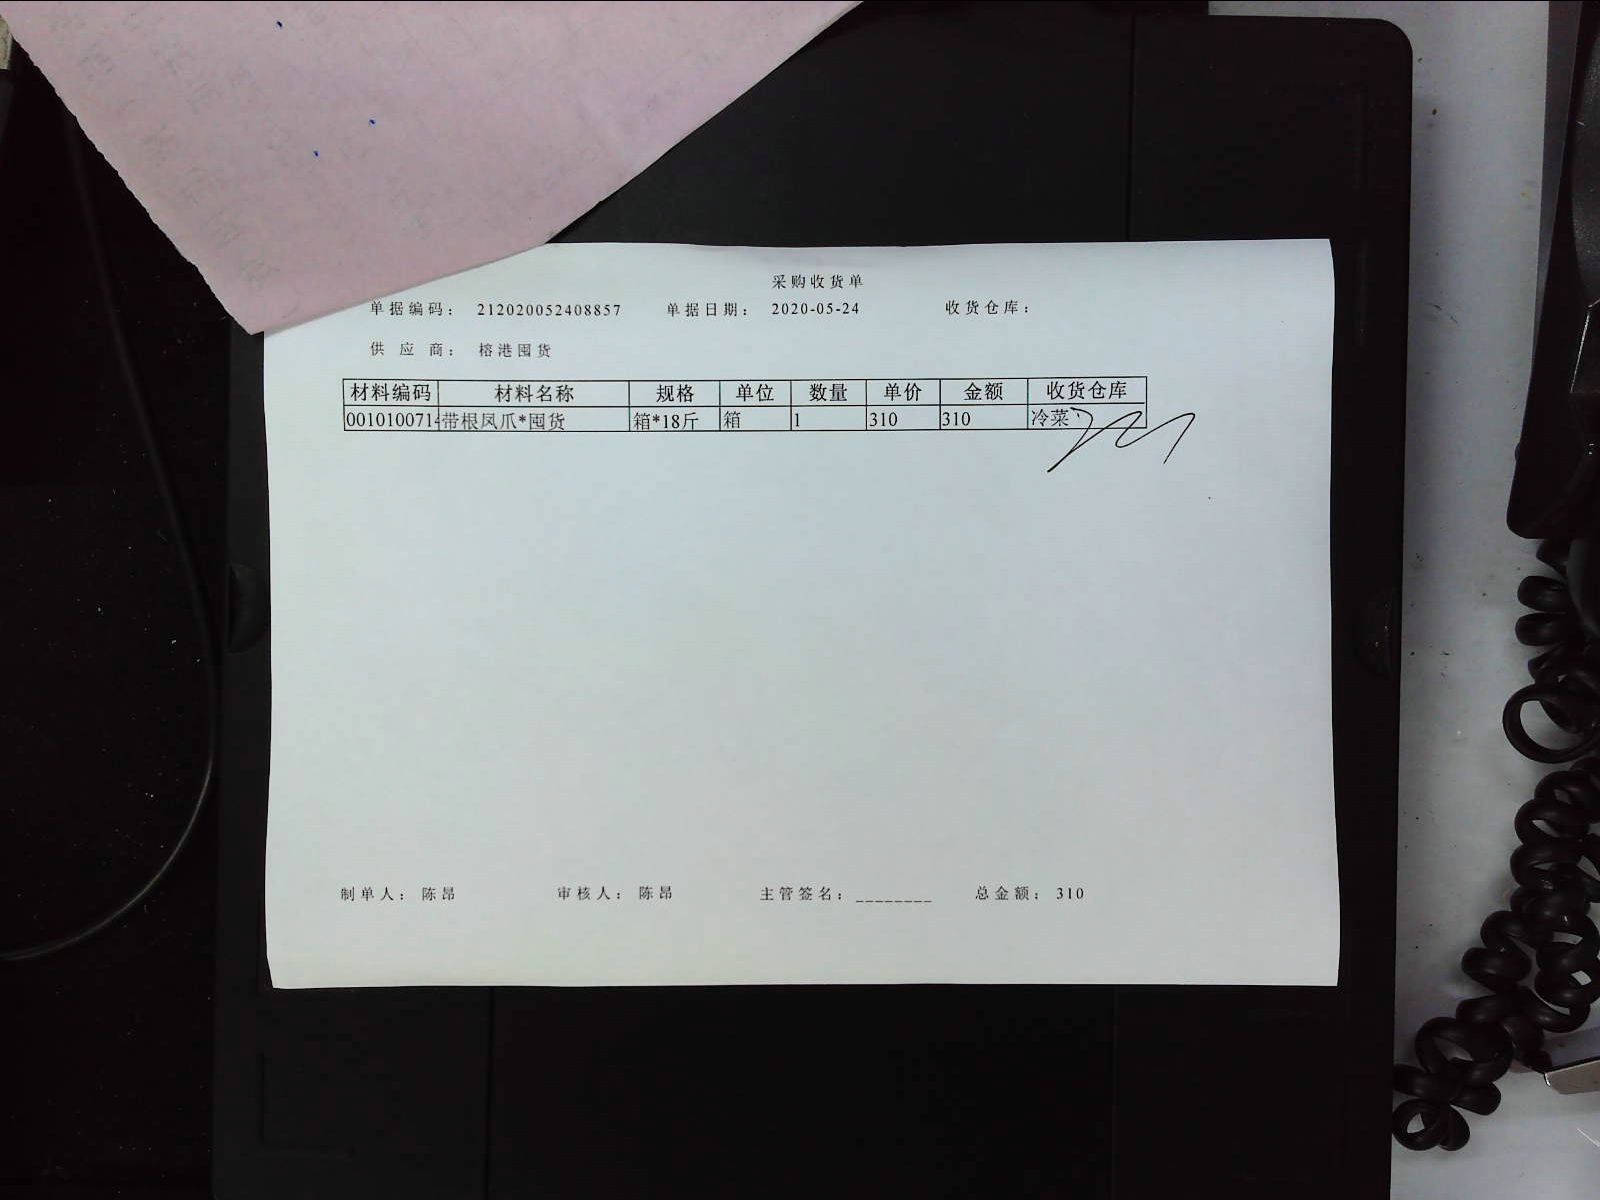 采购收货单
单据编码： 212020052408857 单据日期： 2020-05-24 收货仓库：
供应商： 榕港囤货
材料编码 材料名称 规格 单位 数量 单价 金额 收货仓库
0010100714 带根凤爪*囤货 箱*18斤 箱 1 310 310 冷菜
制单人： 陈昂 审核人： 陈昂 主管签名：________ 总金额： 310